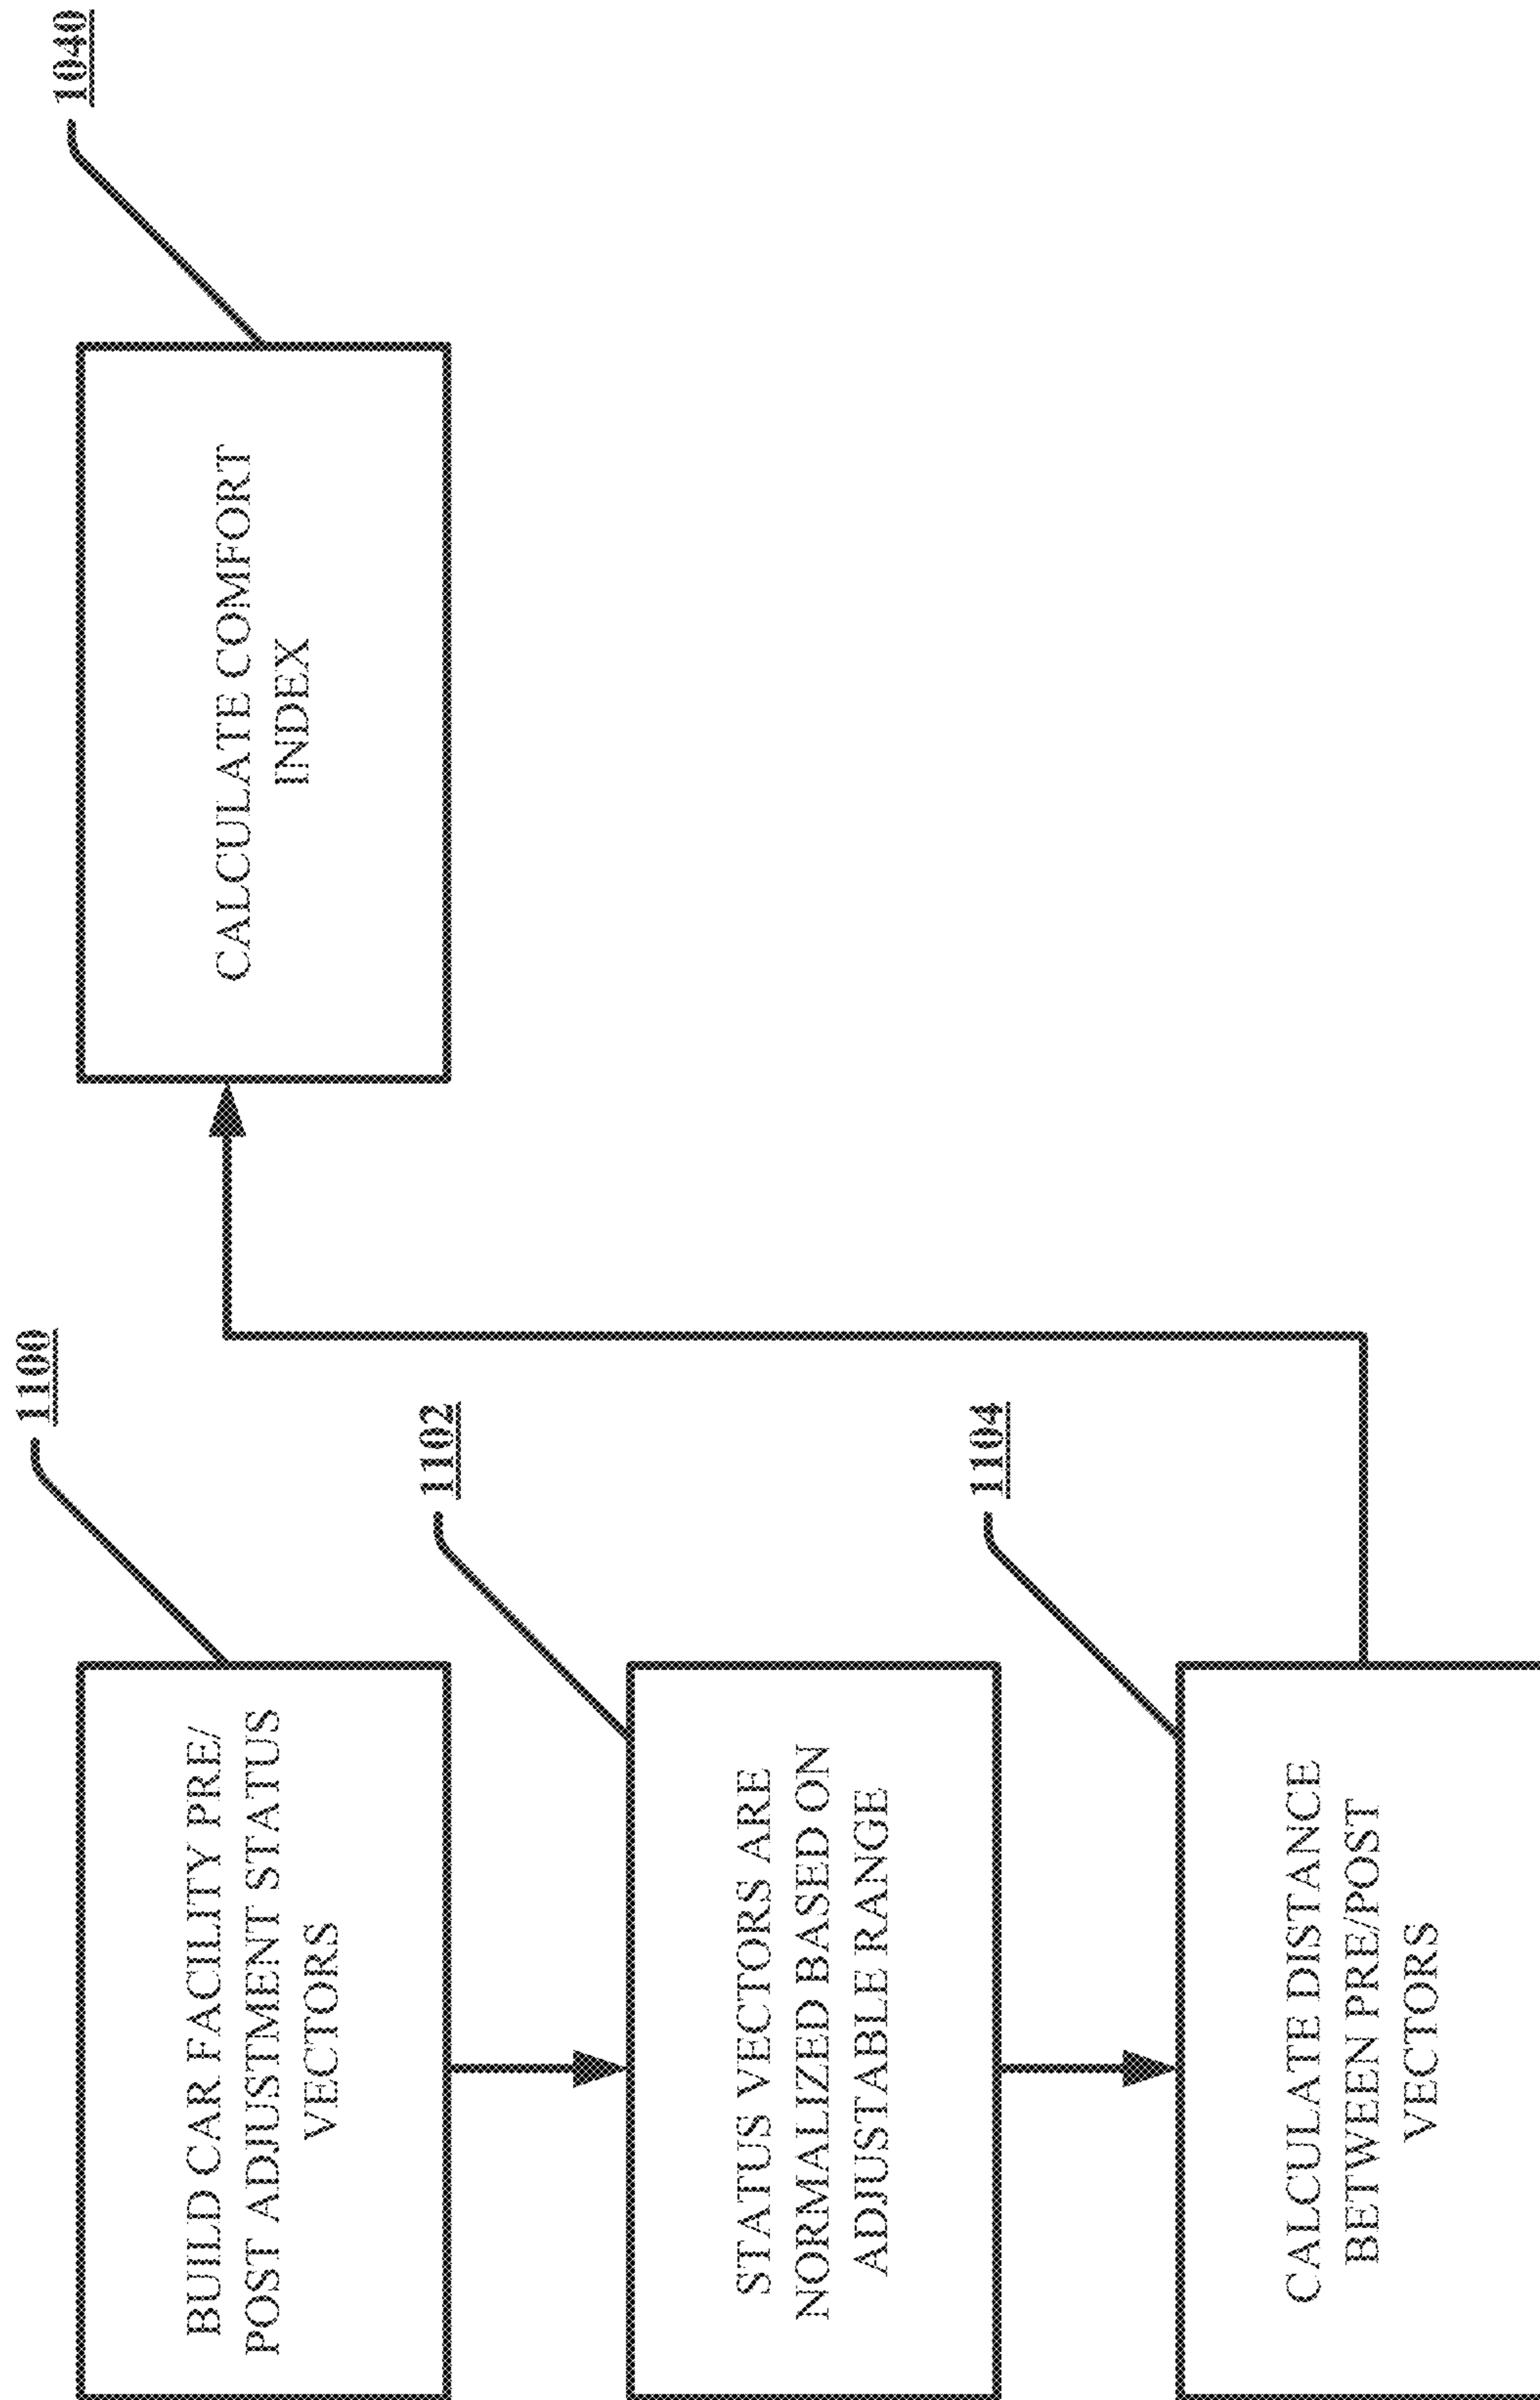 1100
BUILD CAR FACILITY PRE/
POST ADJUSTMENT STATUS
VECTORS
1102
STATUS VECTORS ARE
NORMALIZED BASED ON
ADJUSTABLE RANGE
1104
CALCULATE DISTANCE
BETWEEN PRE/POST
VECTORS
1040
CALCULATE COMFORT
INDEX